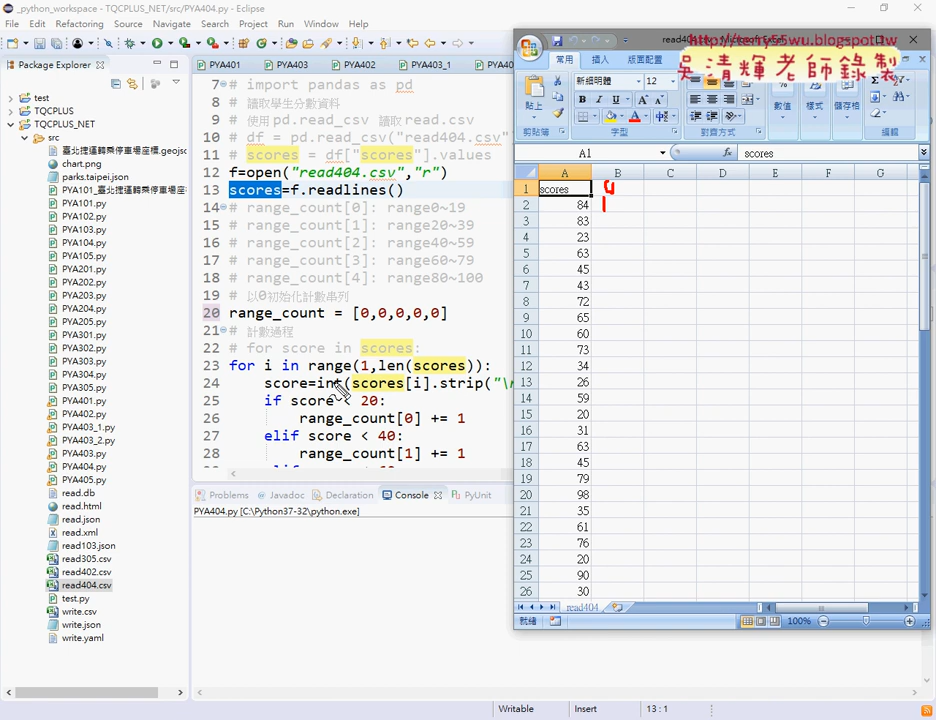 _python_workspace - TQCPLUS_NET/src/PYA404.py - Eclipse
File Edit Refactoring Source Navigate Search Project Run Window Help
Package Explorer
test
TQCPLUS
TQCPLUS_NET
src
臺北捷運轉乘停車場座標.geojson
chart.png
parks.taipei.json
PYA101_臺北捷運轉乘停車
PYA101.py
PYA102.py
PYA103.py
PYA104.py
PYA105.py
PYA201.py
PYA202.py
PYA203.py
PYA204.py
PYA205.py
PYA301.py
PYA302.py
PYA303.py
PYA304.py
PYA305.py
PYA401.py
PYA402.py
PYA403_1.py
PYA403_2.py
PYA403.py
PYA404.py
PYA405.py
read.db
read.html
read.json
read.xml
read103.json
read305.csv
read402.csv
read404.csv
test.py
write.csv
write.json
write.yaml
PYA401 PYA403 PYA402 PYA403_1 PYA40
7 # import pandas as pd
8 # 讀取學生分數資料
9 # 使用 pd.read_csv 讀取 read.csv
10 # df = pd.read_csv("read404.csv"
11 # scores = df["scores"].values
12 f=open("read404.csv","r")
13 scores=f.readlines()
14 # range_count[0]: range0~19
15 # range_count[1]: range20~39
16 # range_count[2]: range40~59
17 # range_count[3]: range60~79
18 # range_count[4]: range80~100
19 # 以0初始化計數串列
20 range_count = [0,0,0,0,0]
21 # 計數過程
22 # for score in scores:
23 for i in range(1,len(scores)):
24 score=int(scores[i].strip("\
25 if score < 20:
26 range_count[0] += 1
27 elif score < 40:
28 range_count[1] += 1
Problems Javadoc Declaration Console PyUnit
PYA404.py [C:\Python37-32\python.exe]
Writable Insert 13 : 1
http://terry55wu.blogspot.tw
吳清輝老師錄製
常用 插入 版面配置
貼上
新細明體 12
B I U
數值 樣式 儲存格
剪貼簿 字型 對齊方式 編輯
A1 fx scores
A B C D E F G
1 scores
2 84
3 83
4 23
5 63
6 45
7 43
8 72
9 65
10 60
11 73
12 34
13 26
14 59
15 20
16 31
17 63
18 45
19 79
20 98
21 35
22 61
23 76
24 20
25 90
26 30
read404
就緒 100%